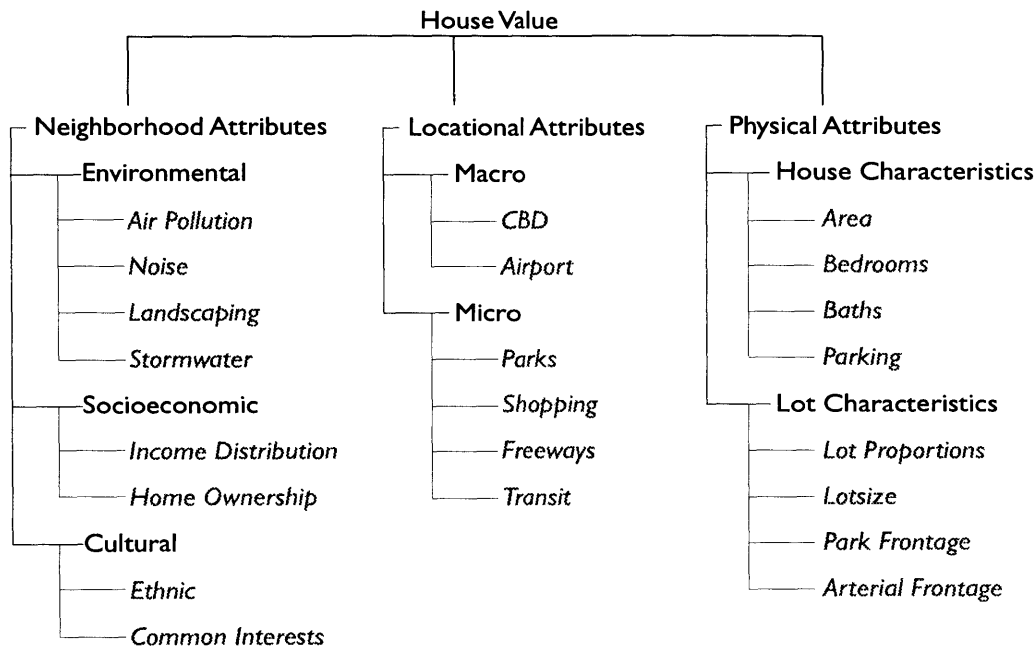 House Value
Neighborhood Attributes
Environmental
Air Pollution
Noise
Landscaping
Stormwater
Socioeconomic
Income Distribution
Home Ownership
Cultural
Ethnic
Common Interests
Locational Attributes
Macro
CBD
Airport
Micro
Parks
Shopping
Freeways
Transit
Physical Attributes
House Characteristics
Area
Bedrooms
Baths
Parking
Lot Characteristics
Lot Proportions
Lotsize
Park Frontage
Arterial Frontage